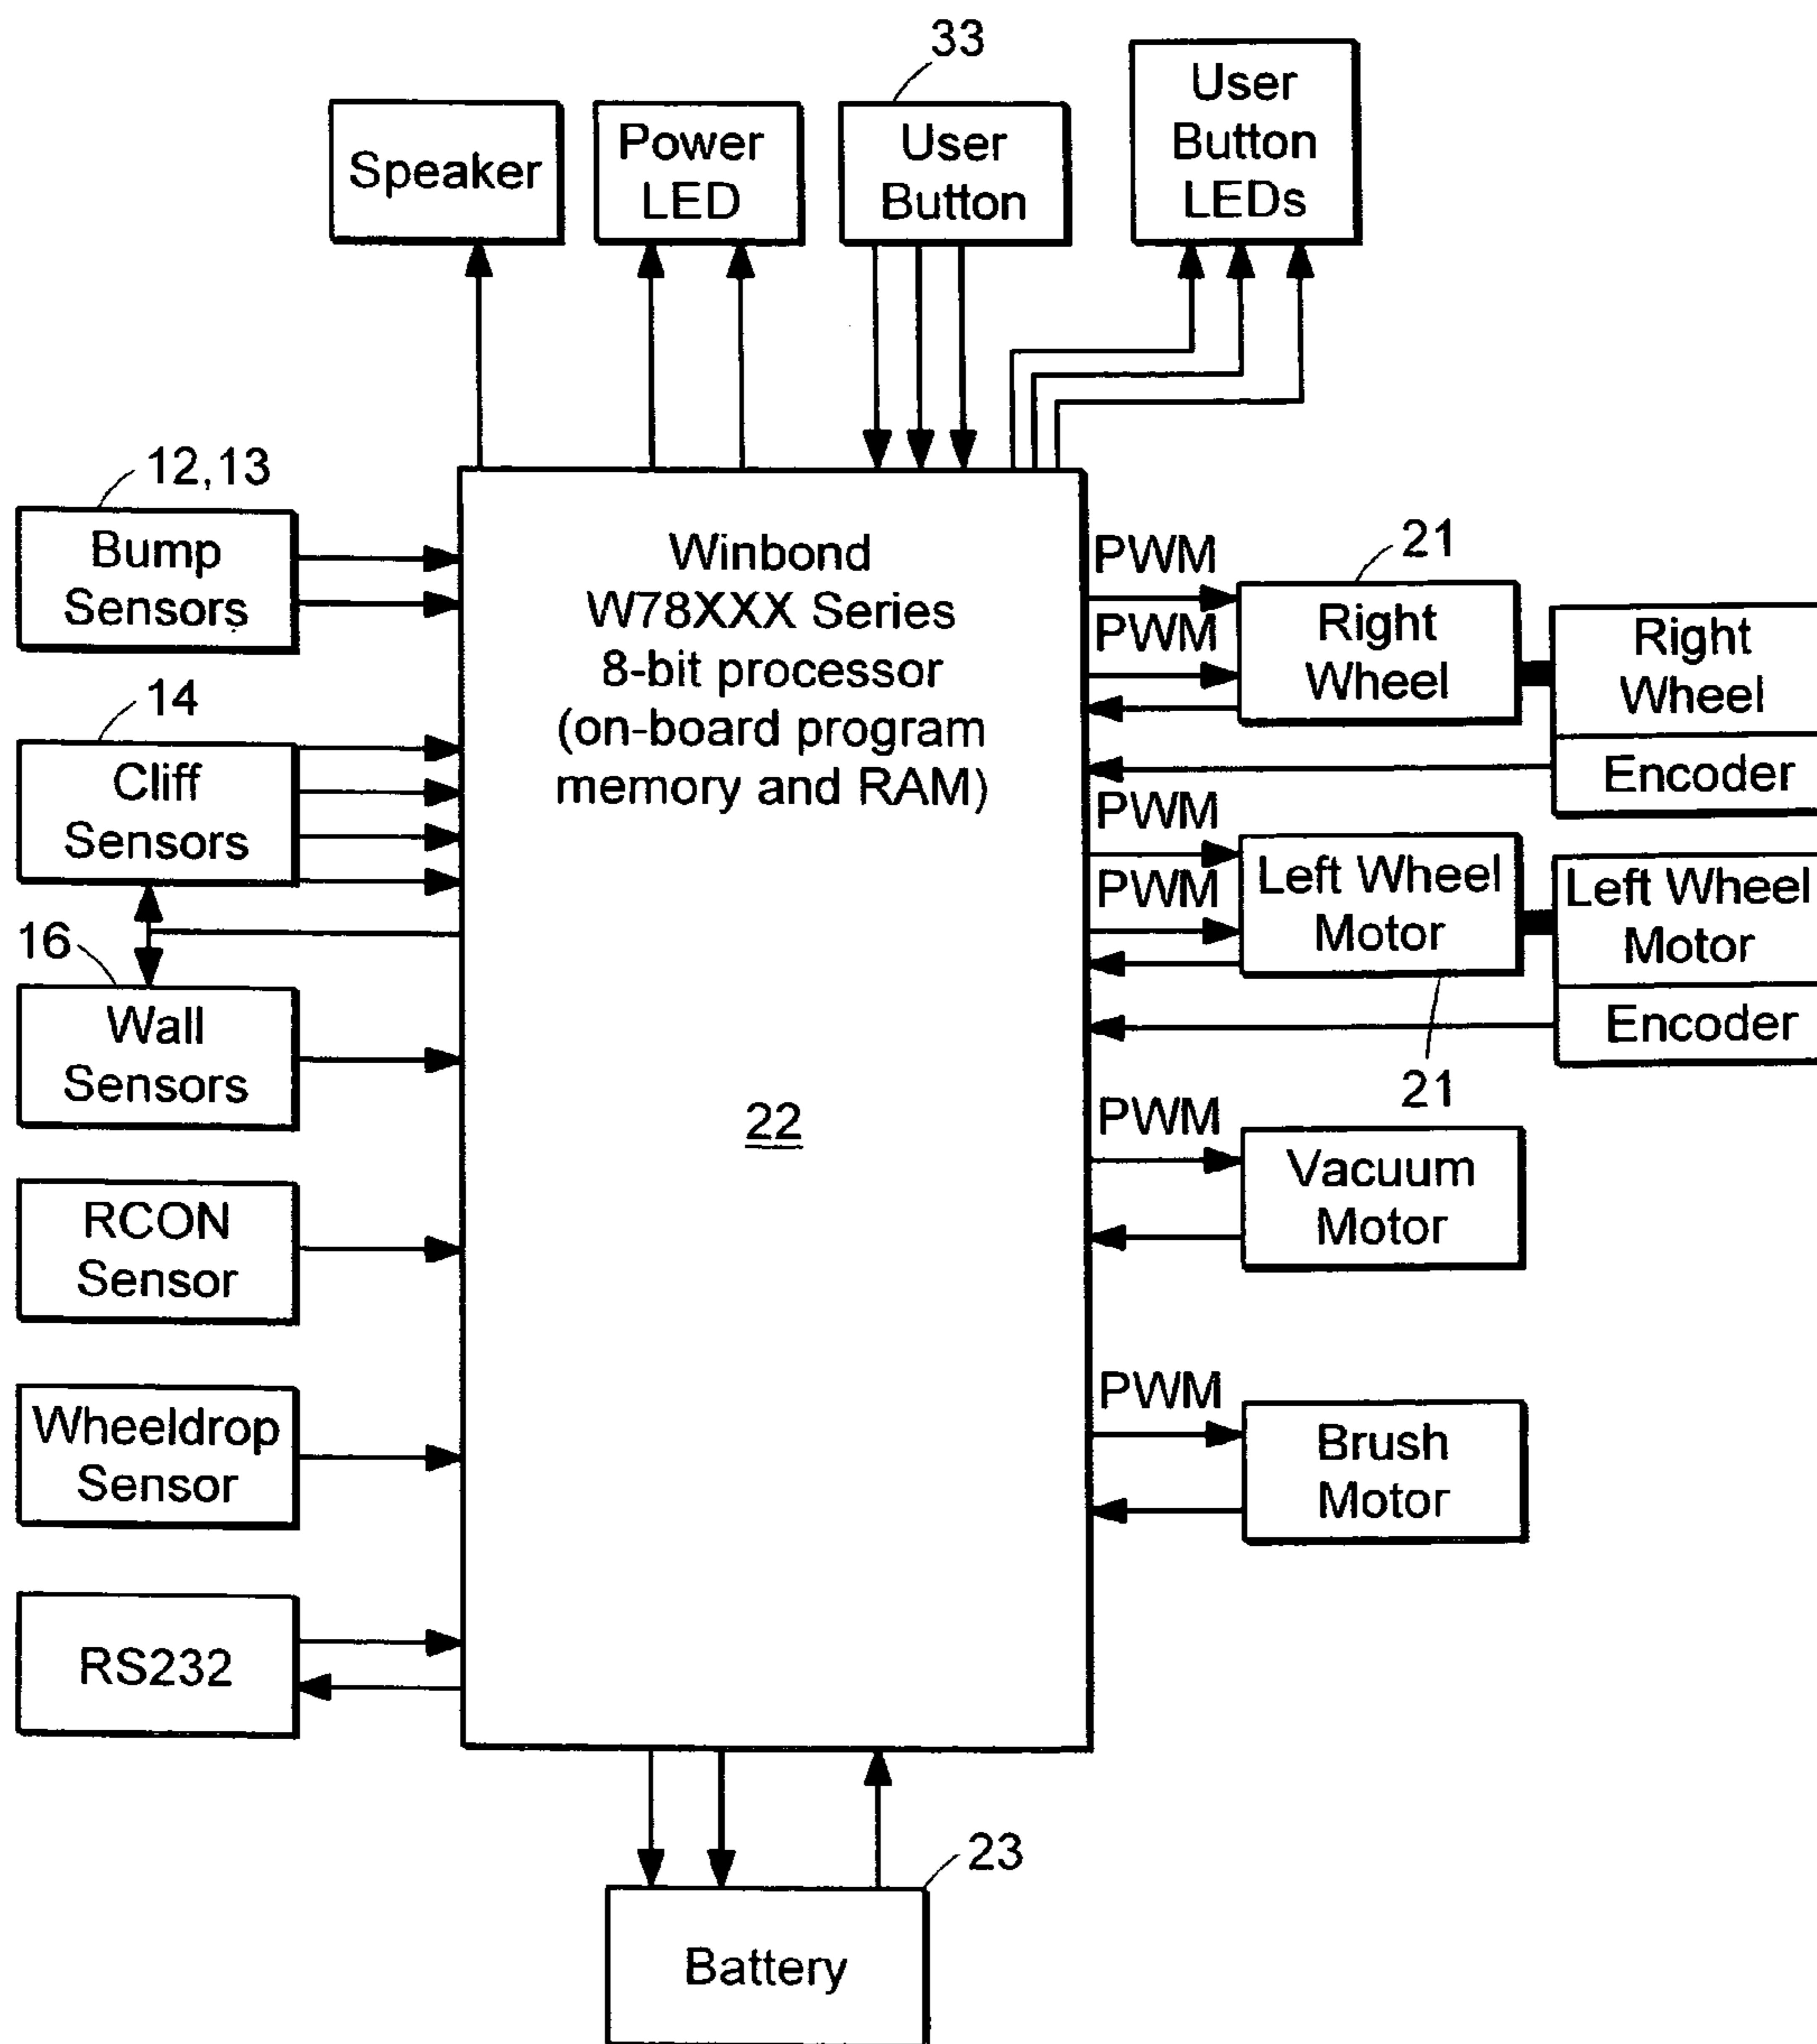 33
User
Button
LEDs
Speaker
Power
LED
User
Button
12,13
Bump
Sensors
14
Cliff
Sensors
16
Wall
Sensors
RCON
Sensor
Wheeldrop
Sensor
RS232
Winbond
W78XXX Series
8-bit processor
(on-board program
memory and RAM)
22
PWM
PWM
21
Right
Wheel
Right
Wheel
Encoder
PWM
PWM
Left Wheel
Motor
21
Left Wheel
Motor
Encoder
PWM
Vacuum
Motor
PWM
Brush
Motor
23
Battery